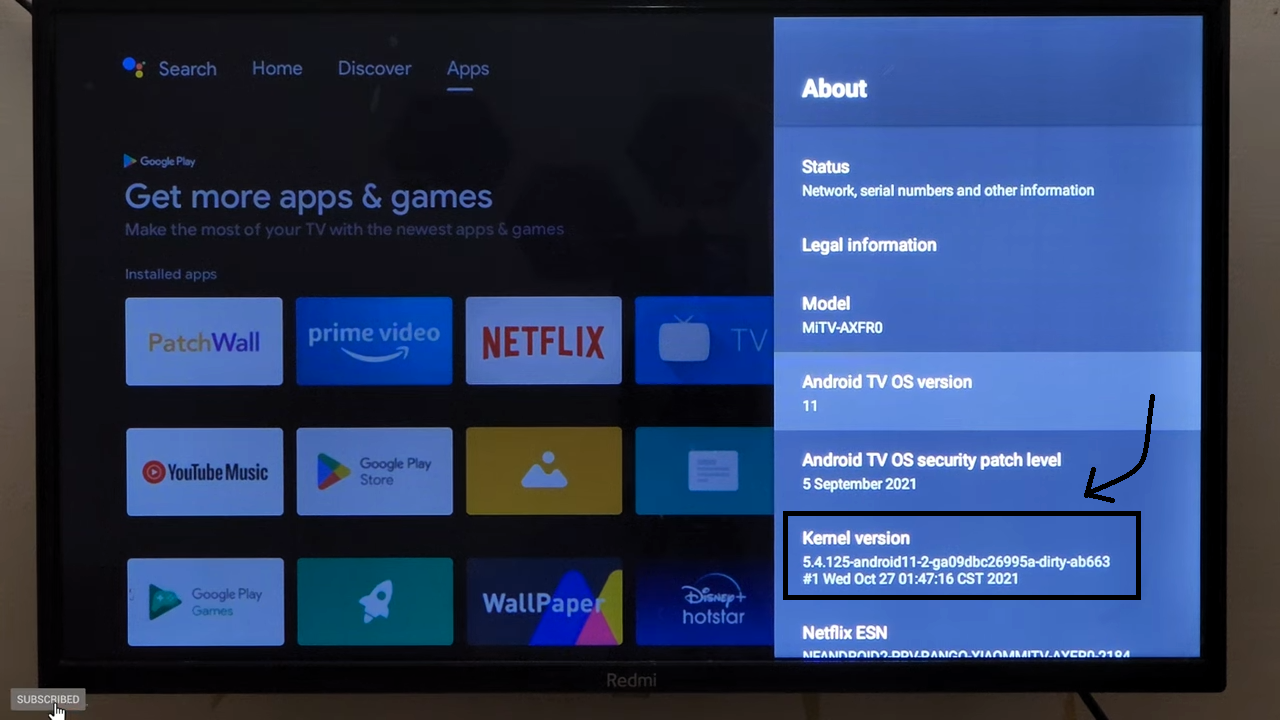 Search Home Discover Apps
Google Play
Get more apps & games
Make the most of your TV with the newest apps & games
Installed apps
PatchWall
prime video
NETFLIX
TV
YouTube Music
Google Play
Store
Google Play
Games
WallPaper
Disney+
hotstar
About
Status
Network, serial numbers and other information
Legal information
Model
MiTV-AXFR0
Android TV OS version
11
Android TV OS security patch level
5 September 2021
Kernel version
5.4.125-android11-2-ga09dbc26995a-dirty-ab663
#1 Wed Oct 27 01:47:16 CST 2021
Netflix ESN
Redmi
SUBSCRIBED